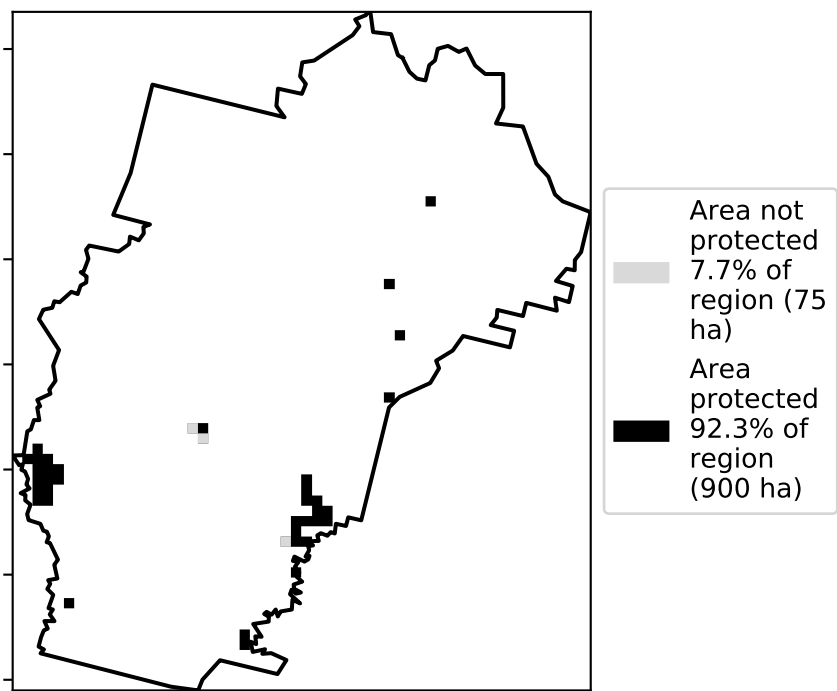 Area not
protected
7.7% of
region (75
ha)
Area
protected
92.3% of
region
(900 ha)